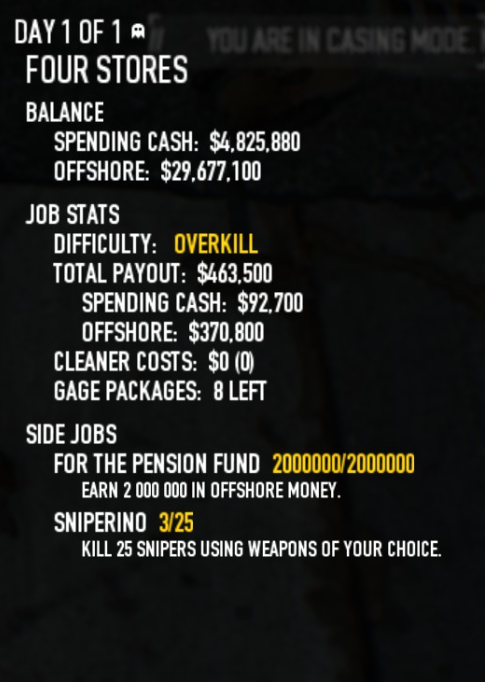 DAY 1 OF 1
YOU ARE IN CASING MODE.
FOUR STORES
BALANCE
SPENDING CASH: $4,825,880
OFFSHORE: $29,677,100
JOB STATS
DIFFICULTY: OVERKILL
TOTAL PAYOUT: $463,500
SPENDING CASH: $92,700
OFFSHORE: $370,800
CLEANER COSTS: $0 (0)
GAGE PACKAGES: 8 LEFT
SIDE JOBS
FOR THE PENSION FUND 2000000/2000000
EARN 2 000 000 IN OFFSHORE MONEY.
SNIPERINO 3/25
KILL 25 SNIPERS USING WEAPONS OF YOUR CHOICE.